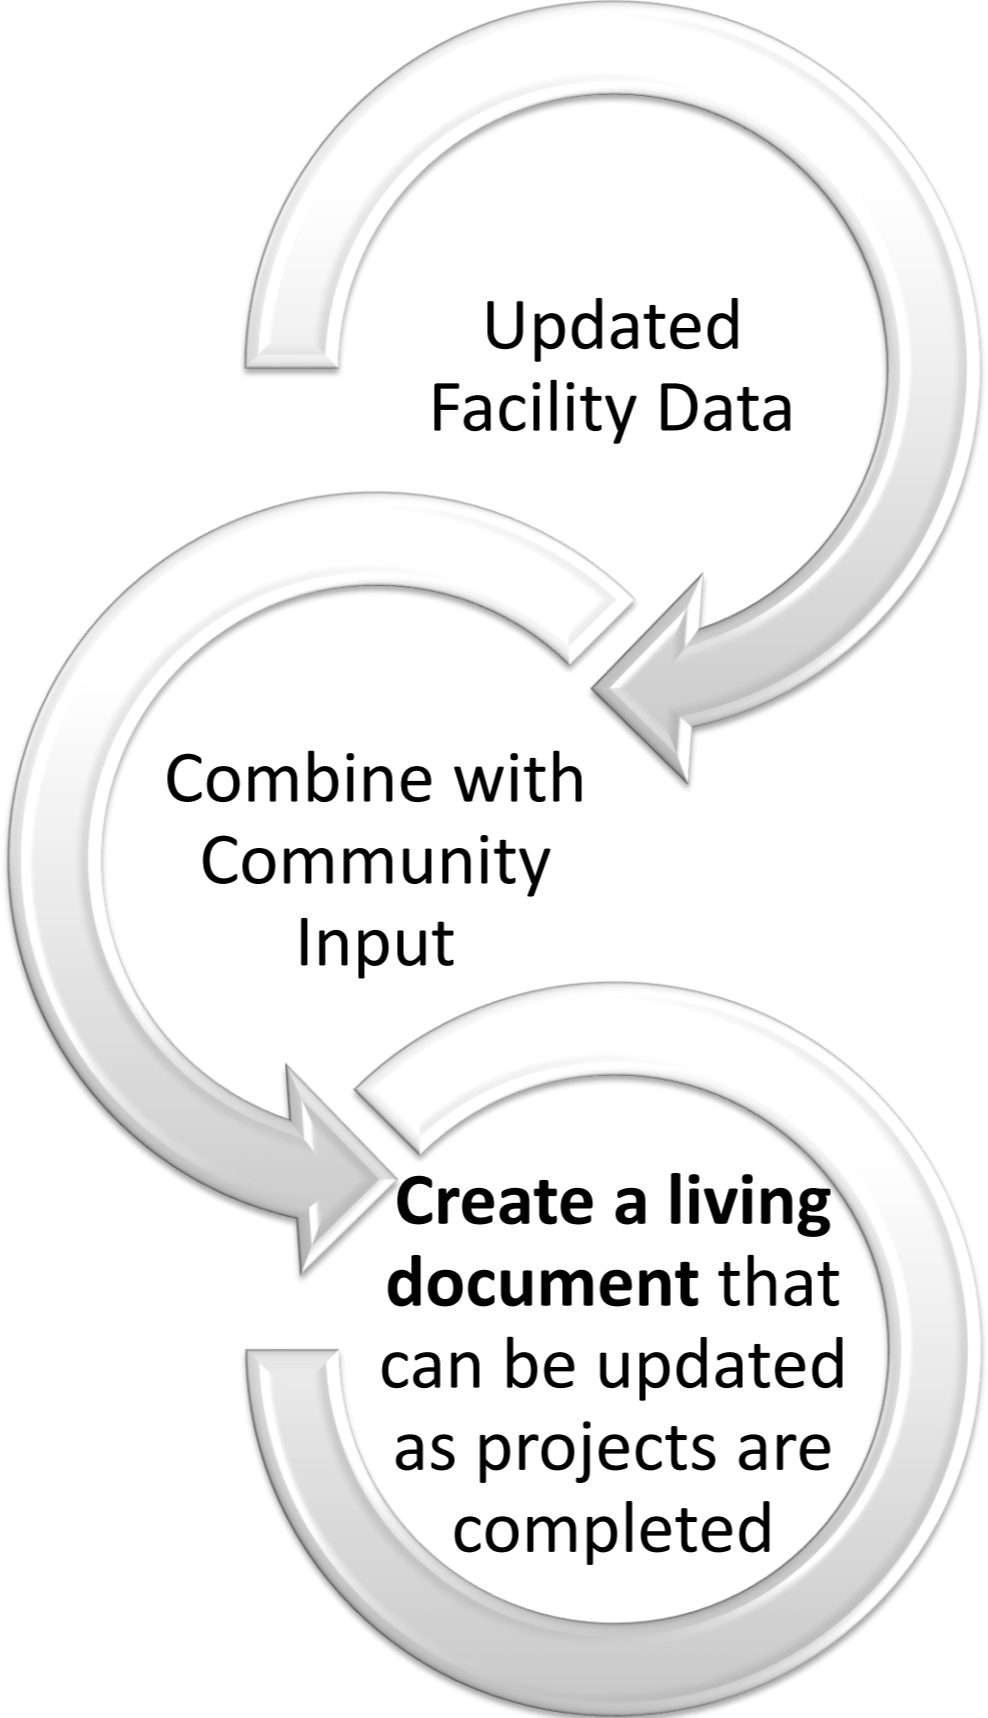 Updated
Facility Data
Combine with
Community
Input
Create a living
document that
can be updated
as projects are
completed